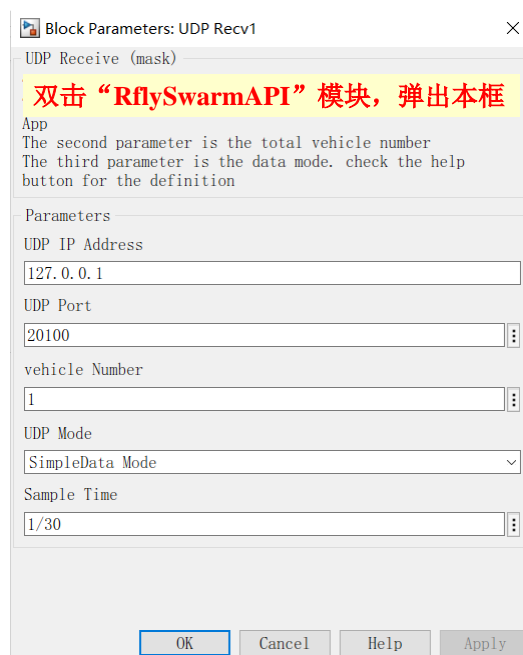 Block Parameters: UDP Recv1
UDP Receive (mask)
双击“RflySwarmAPI”模块，弹出本框
App
The second parameter is the total vehicle number
The third parameter is the data mode. check the help
button for the definition
Parameters
UDP IP Address
127.0.0.1
UDP Port
20100
vehicle Number
1
UDP Mode
SimpleData Mode
Sample Time
1/30
OK
Cancel
Help
Apply